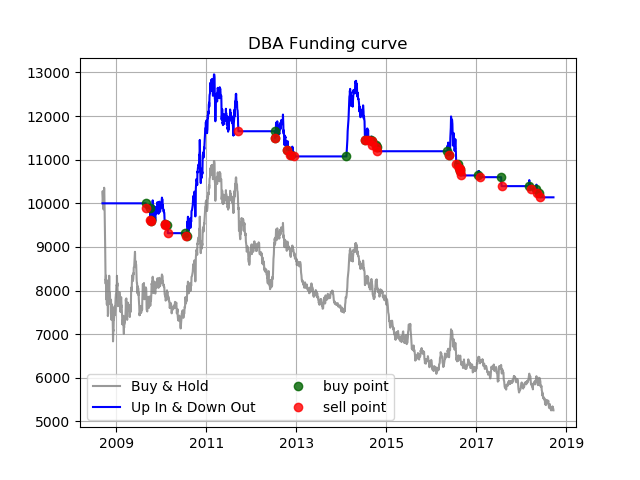 DBA Funding curve
13000
12000
11000
10000
9000
8000
7000
6000
5000
Buy & Hold
buy point
Up In & Down Out
sell point
2009 2011 2013 2015 2017 2019